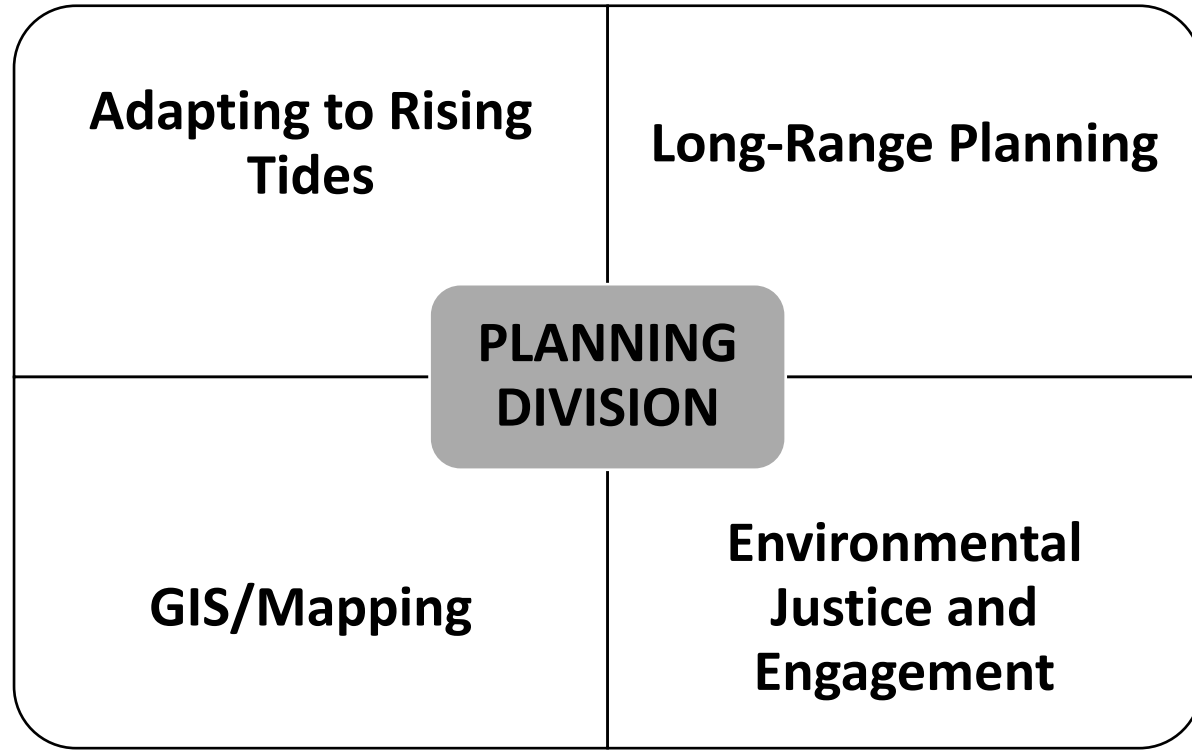 Adapting to Rising
Tides
Long-Range Planning
PLANNING
DIVISION
GIS/Mapping
Environmental
Justice and
Engagement